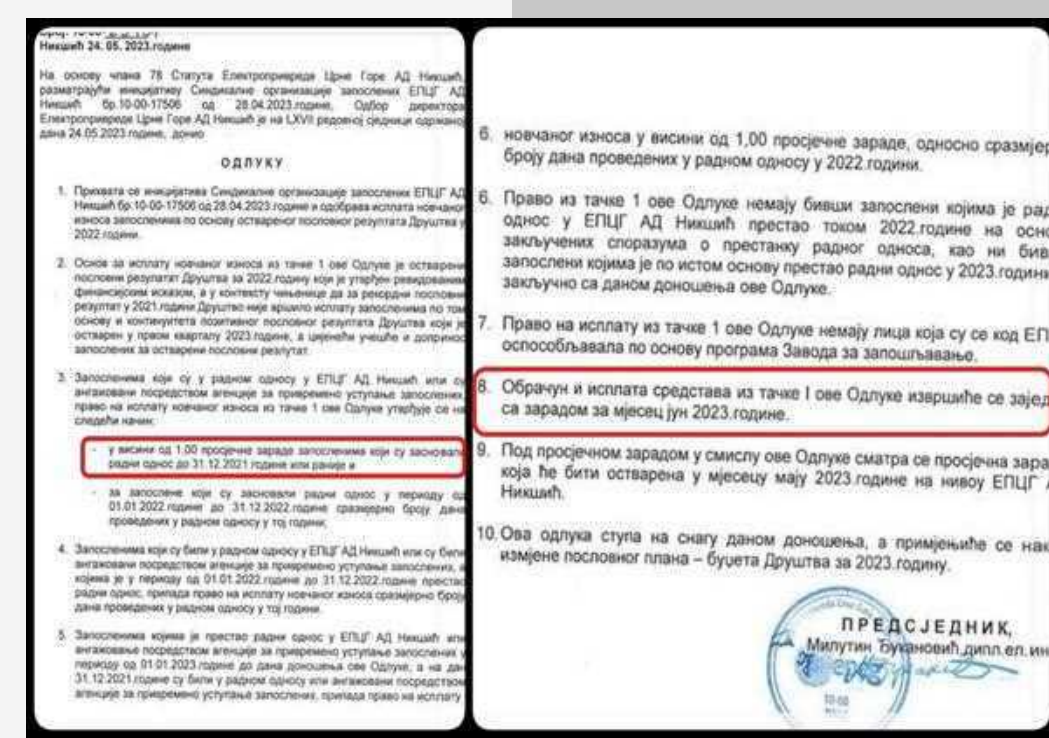 Никшић 24. 05. 2023.године
На основу члана 78 Статута Електропривреде Црне Горе АД Никшић,
разматрајући иницијативу Синдикалне организације запослених ЕПЦГ АД
Никшић бр.10-00-17506 од 28.04.2023.године, Одбор директора
Електропривреде Црне Горе АД Никшић је на LXVII редовној сједници одржаној
дана 24.05.2023.године, донио
ОДЛУКУ
1. Прихвата се иницијатива Синдикалне организације запослених ЕПЦГ АД
Никшић бр.10-00-17506 од 28.04.2023.године и одобрава исплата новчаног
износа запосленима по основу оствареног пословног резултата Друштва у
2022.години.
2. Основ за исплату новчаног износа из тачке 1 ове Одлуке је остварени
пословни резултат Друштва за 2022.годину који је утврђен ревидованим
финансијским исказом, а у контексту чињенице да за рекордни пословни
резултат у 2021.години Друштво није вршило исплату запосленима по том
основу и континуитета позитивног пословног резултата Друштва који је
остварен у првом кварталу 2023.године, а цијенећи учешће и допринос
запослених за остварени пословни резултат.
3. Запосленима који су у радном односу у ЕПЦГ АД Никшић или су
ангажовани посредством агенције за привремено уступање запослених,
право на исплату новчаног износа из тачке 1 ове Одлуке утврђује се на
следећи начин:
- у висини од 1,00 просјечне зараде запосленима који су засновали
радни однос до 31.12.2021.године или раније и
- за запослене који су засновали радни однос у периоду од
01.01.2022.године до 31.12.2022.године сразмјерно броју дана
проведених у радном односу у тој години;
4. Запосленима који су били у радном односу у ЕПЦГ АД Никшић или су били
ангажовани посредством агенције за привремено уступање запослених, а
којима је у периоду од 01.01.2022.године до 31.12.2022.године престао
радни однос, припада право на исплату новчаног износа сразмјерно броју
дана проведених у радном односу у тој години.
5. Запосленима којима је престао радни однос у ЕПЦГ АД Никшић или
ангажовање посредством агенције за привремено уступање запослених у
периоду од 01.01.2023.године до дана доношења ове Одлуке, а на дан
31.12.2021.године су били у радном односу или ангажовани посредством
агенције за привремено уступање запослених, припада право на исплату
6. новчаног износа у висини од 1,00 просјечне зараде, односно сразмјер
броју дана проведених у радном односу у 2022.години.
6. Право из тачке 1 ове Одлуке немају бивши запослени којима је рад
однос у ЕПЦГ АД Никшић престао током 2022.године на осно
закључених споразума о престанку радног односа, као ни бив
запослени којима је по истом основу престао радни однос у 2023.години
закључно са даном доношења ове Одлуке.
7. Право на исплату из тачке 1 ове Одлуке немају лица која су се код ЕП
оспособљавала по основу програма Завода за запошљавање.
8. Обрачун и исплата средстава из тачке I ове Одлуке извршиће се зајед
са зарадом за мјесец јун 2023.године.
9. Под просјечном зарадом у смислу ове Одлуке сматра се просјечна зара
која ће бити остварена у мјесецу мају 2023.године на нивоу ЕПЦГ А
Никшић.
10. Ова одлука ступа на снагу даном доношења, а примјењиће се нак
измјене пословног плана – буџета Друштва за 2023.годину.
ПРЕДСЈЕДНИК,
Милутин Ђукановић,дипл.ел.ин